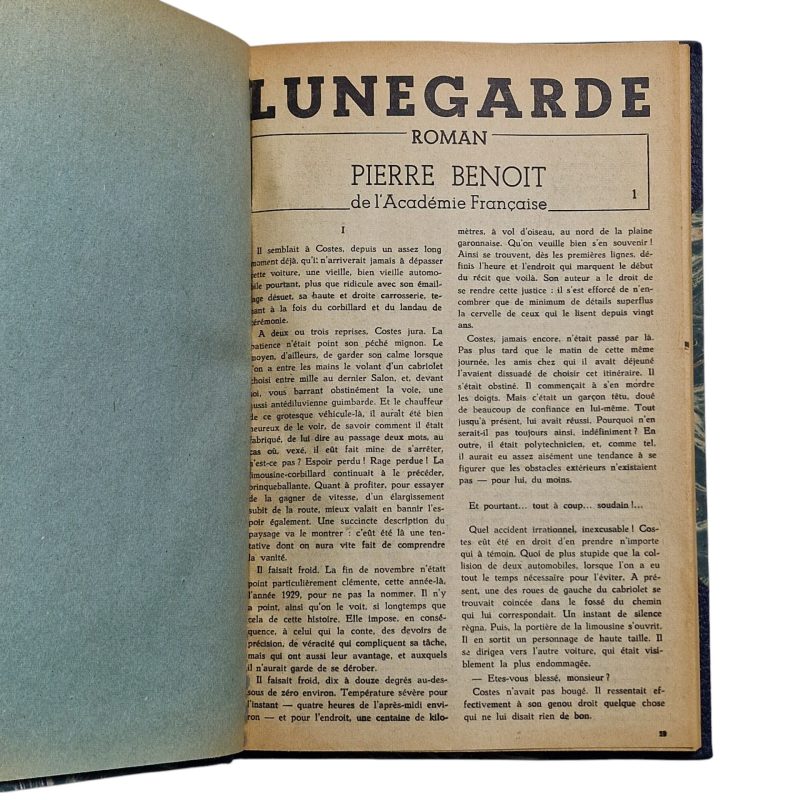 LUNEGARDE
ROMAN
PIERRE BENOIT
de l'Académie Française
1
I
Il semblait à Costes, depuis un assez long
moment déjà, qu'il n'arriverait jamais à dépasser
cette voiture, une vieille, bien vieille automo-
bile pourtant, plus que ridicule avec son émail-
lage désuet, sa haute et droite carrosserie, te-
nant à la fois du corbillard et du landau de
cérémonie.
A deux ou trois reprises, Costes jura. La
patience n'était point son péché mignon. Le
moyen, d'ailleurs, de garder son calme lorsque
l'on a entre les mains le volant d'un cabriolet
choisi entre mille au dernier Salon, et, devant
soi, vous barrant obstinément la voie, une
aussi antédiluvienne guimbarde. Et le chauffeur
de ce grotesque véhicule-là, il aurait été bien
heureux de le voir, de savoir comment il était
fabriqué, de lui dire au passage deux mots, au
cas où, vexé, il eût fait mine de s'arrêter,
n'est-ce pas ? Espoir perdu ! Rage perdue ! La
limousine-corbillard continuait à le précéder,
brinqueballante. Quant à profiter, pour essayer
de la gagner de vitesse, d'un élargissement
subit de la route, mieux valait en bannir l'es-
poir également. Une succincte description du
paysage va le montrer : c'eût été là une ten-
tative dont on aura vite fait de comprendre
la vanité.
Il faisait froid. La fin de novembre n'était
point particulièrement clémente, cette année-là,
l'année 1929, pour ne pas la nommer. Il n'y
a point, ainsi qu'on le voit, si longtemps que
cela de cette histoire. Elle impose, en consé-
quence, à celui qui la conte, des devoirs de
précision, de véracité qui compliquent sa tâche,
mais qui ont aussi leur avantage, et auxquels
il n'aurait garde de se dérober.
Il faisait froid, dix à douze degrés au-des-
sous de zéro environ. Température sévère pour
l'instant — quatre heures de l'après-midi envi-
ron — et pour l'endroit, une centaine de kilo-
mètres, à vol d'oiseau, au nord de la plaine
garonnaise. Qu'on veuille bien s'en souvenir !
Ainsi se trouvent, dès les premières lignes, dé-
finis l'heure et l'endroit qui marquent le début
du récit que voilà. Son auteur a le droit de
se rendre cette justice : il s'est efforcé de n'en-
combrer que de minimum de détails superflus
la cervelle de ceux qui le lisent depuis vingt
ans.
Costes, jamais encore, n'était passé par là.
Pas plus tard que le matin de cette même
journée, les amis chez qui il avait déjeuné
l'avaient dissuadé de choisir cet itinéraire. Il
s'était obstiné. Il commençait à s'en mordre
les doigts. Mais c'était un garçon têtu, doué
de beaucoup de confiance en lui-même. Tout
jusqu'à présent, lui avait réussi. Pourquoi n'en
serait-il pas toujours ainsi, indéfiniment ? En
outre, il était polytechnicien, et, comme tel,
il aurait eu assez aisément une tendance à se
figurer que les obstacles extérieurs n'existaient
pas — pour lui, du moins.
Et pourtant... tout à coup... soudain !...
Quel accident irrationnel, inexcusable ! Cos-
tes eût été en droit d'en prendre n'importe
qui à témoin. Quoi de plus stupide que la col-
lision de deux automobiles, lorsque l'on a eu
tout le temps nécessaire pour l'éviter. A pré-
sent, une des roues de gauche du cabriolet se
trouvait coincée dans le fossé du chemin
qui lui correspondait. Un instant de silence
règna. Puis, la portière de la limousine s'ouvrit.
Il en sortit un personnage de haute taille. Il
se dirigea vers l'autre voiture, qui était visi-
blement la plus endommagée.
— Etes-vous blessé, monsieur ?
Costes n'avait pas bougé. Il ressentait ef-
fectivement à son genou droit quelque chose
qui ne lui disait rien de bon.